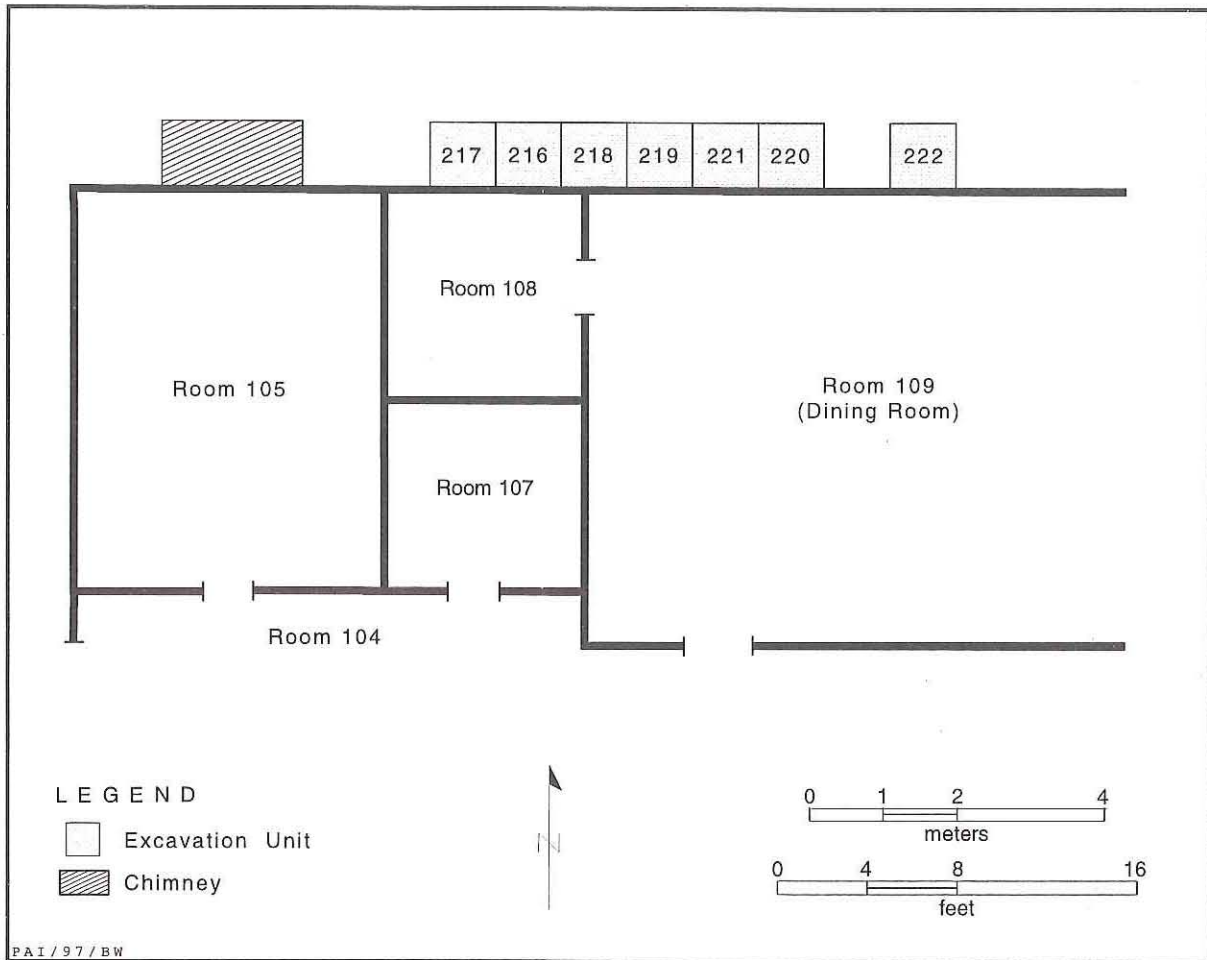 217 216 218 219 221 220 222
Room 108
Room 105
Room 109
(Dining Room)
Room 107
Room 104
LEGEND
Excavation Unit
Chimney
N
0 1 2 4
meters
0 4 8 16
feet
PAI/97/BW